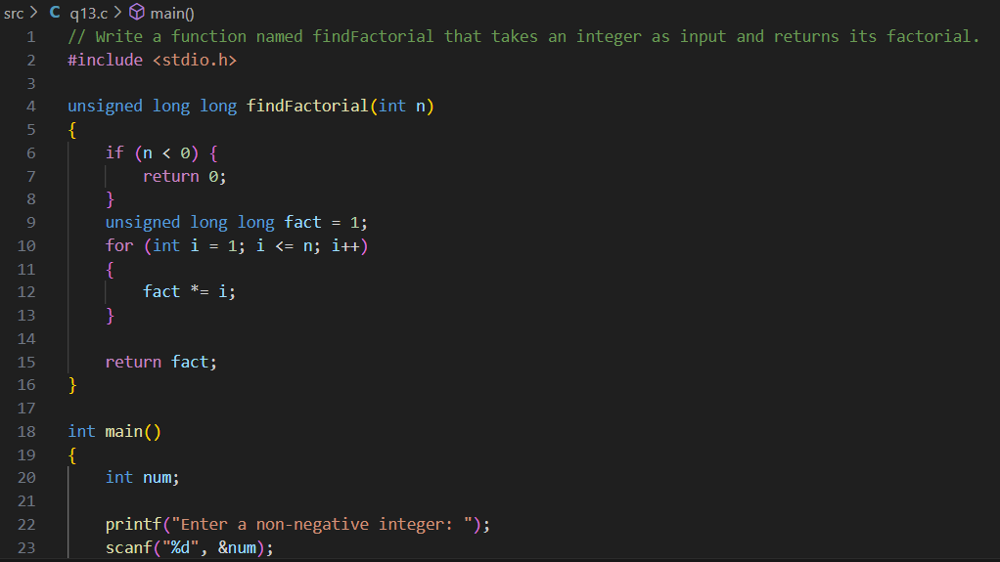 src > C q13.c > main()
1 // Write a function named findFactorial that takes an integer as input and returns its factorial.
2 #include <stdio.h>
3
4 unsigned long long findFactorial(int n)
5 {
6     if (n < 0) {
7         return 0;
8     }
9     unsigned long long fact = 1;
10     for (int i = 1; i <= n; i++)
11     {
12         fact *= i;
13     }
14
15     return fact;
16 }
17
18 int main()
19 {
20     int num;
21
22     printf("Enter a non-negative integer: ");
23     scanf("%d", &num);